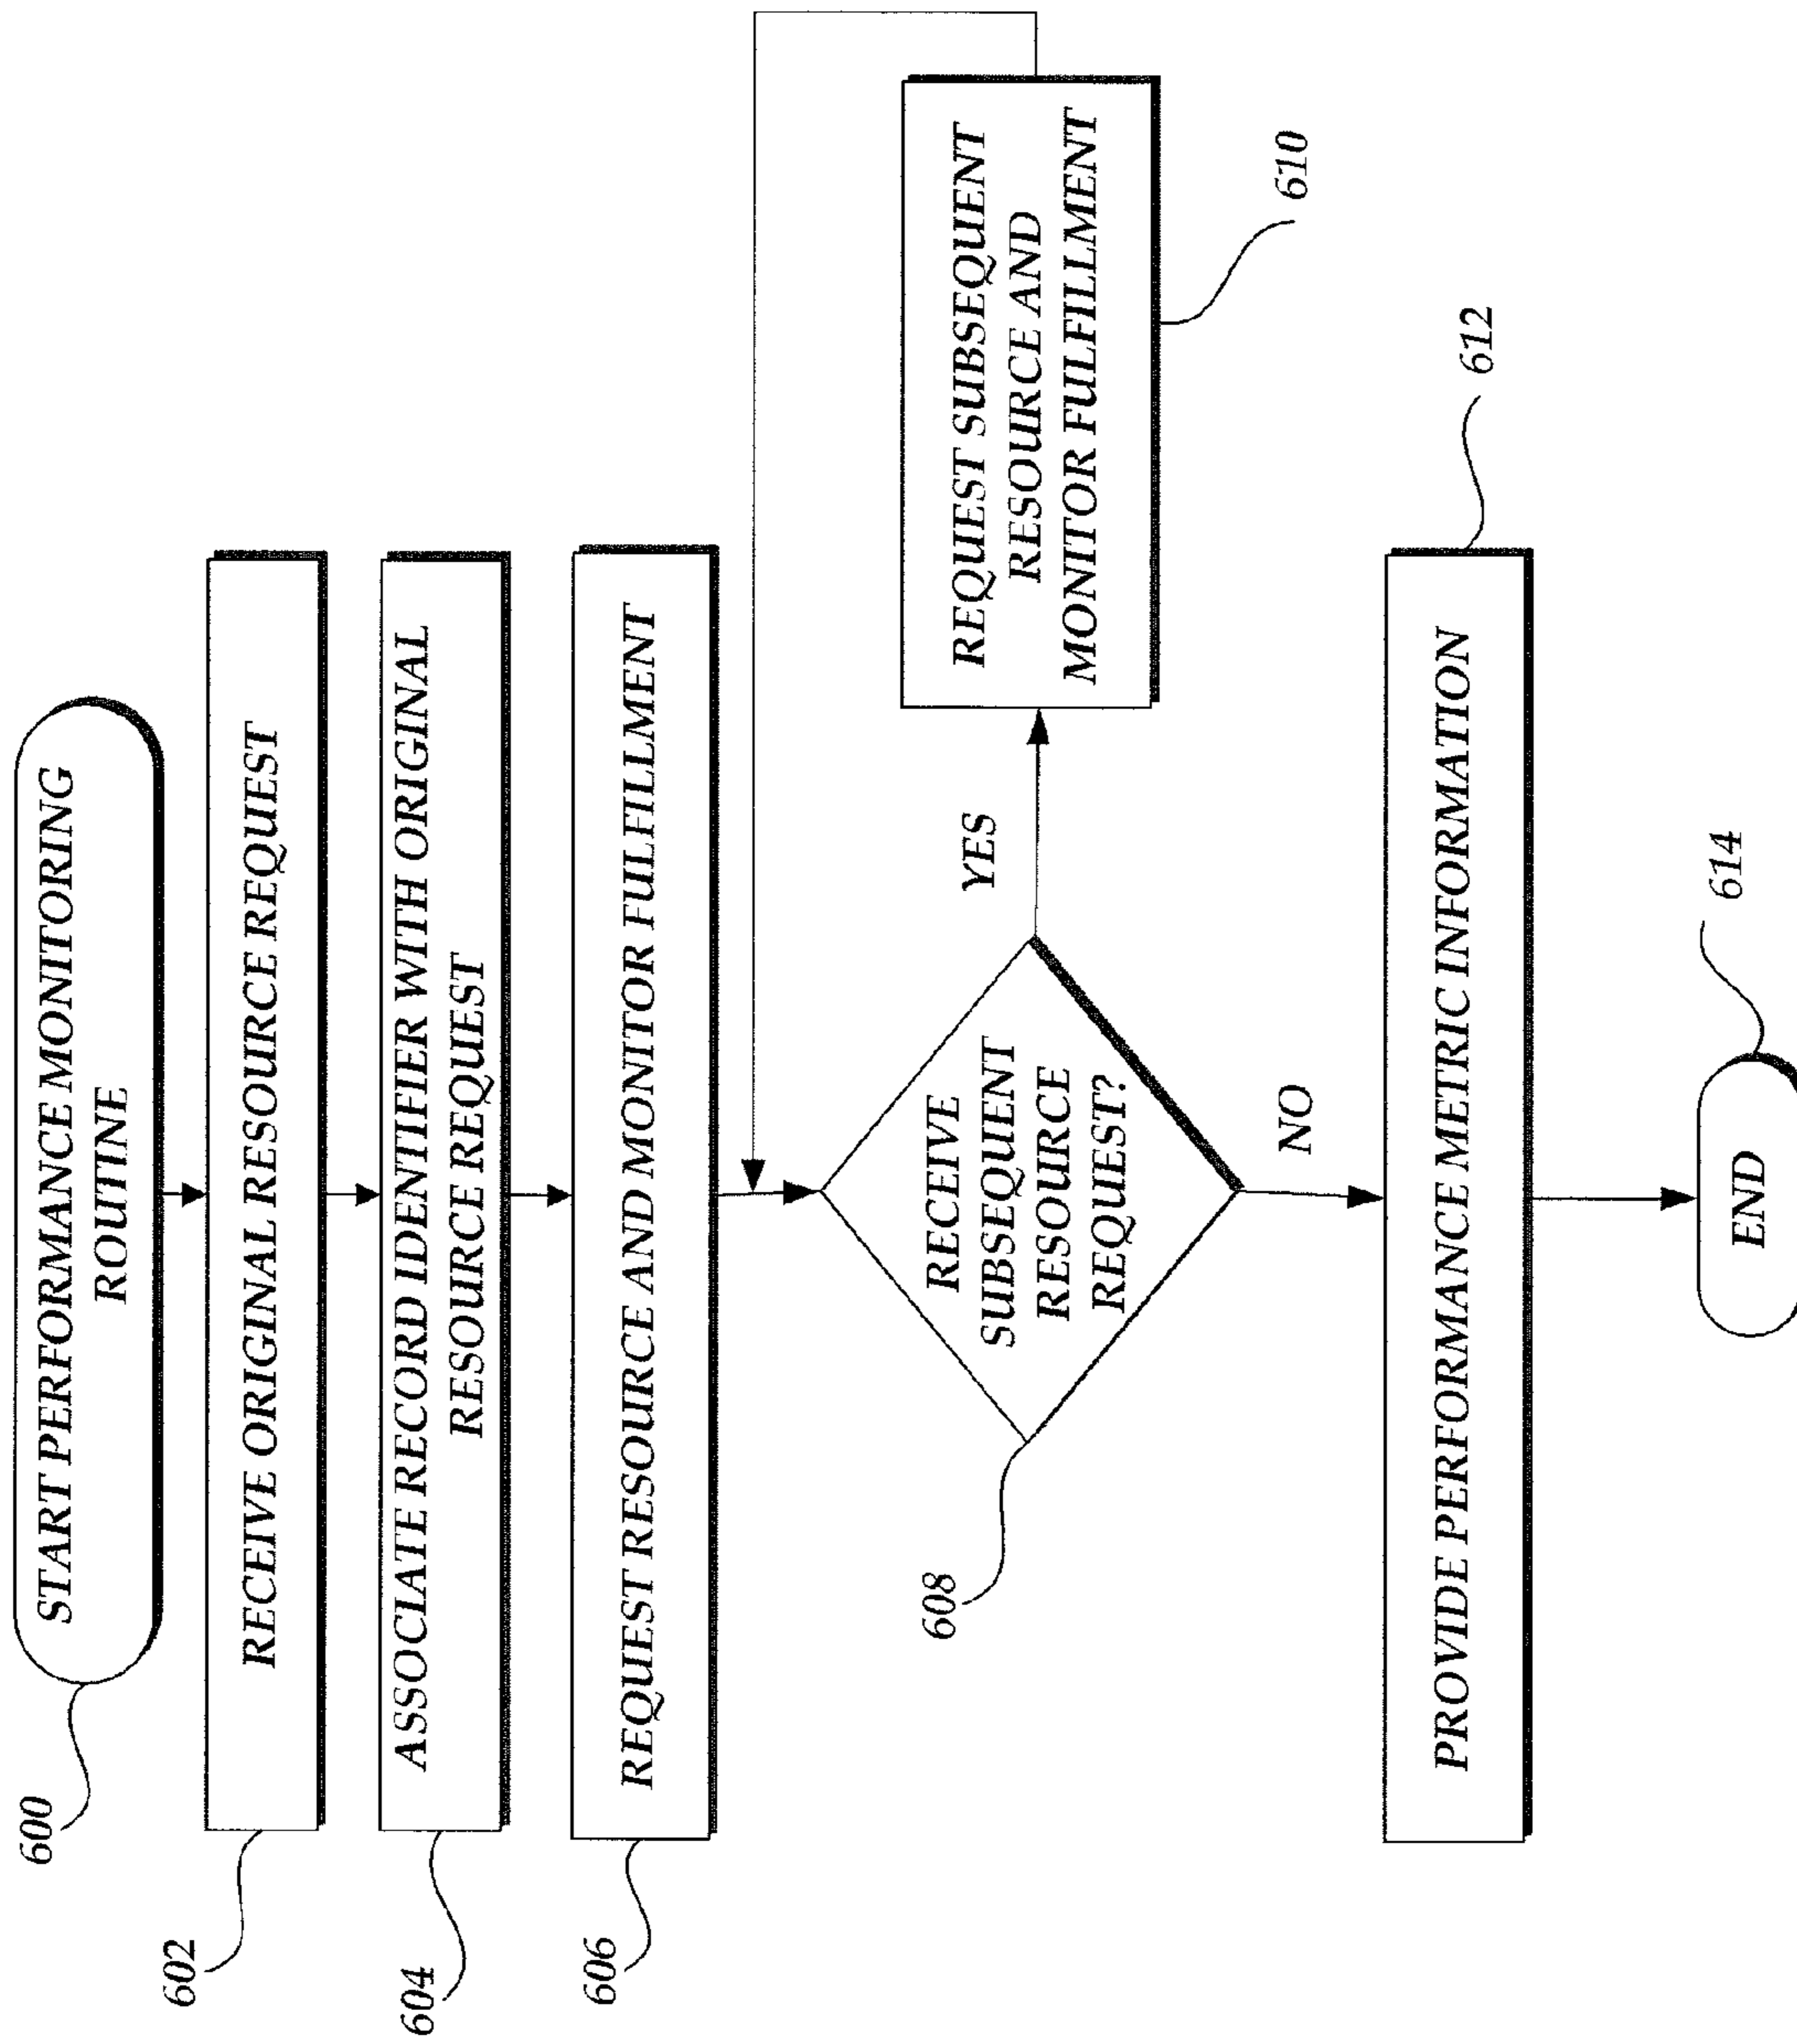 600
START PERFORMANCE MONITORING
ROUTINE
602
RECEIVE ORIGINAL RESOURCE REQUEST
604
ASSOCIATE RECORD IDENTIFIER WITH ORIGINAL
RESOURCE REQUEST
606
REQUEST RESOURCE AND MONITOR FULFILLMENT
608
RECEIVE
SUBSEQUENT
RESOURCE
REQUEST?
YES
REQUEST SUBSEQUENT
RESOURCE AND
MONITOR FULFILLMENT
610
NO
612
PROVIDE PERFORMANCE METRIC INFORMATION
614
END